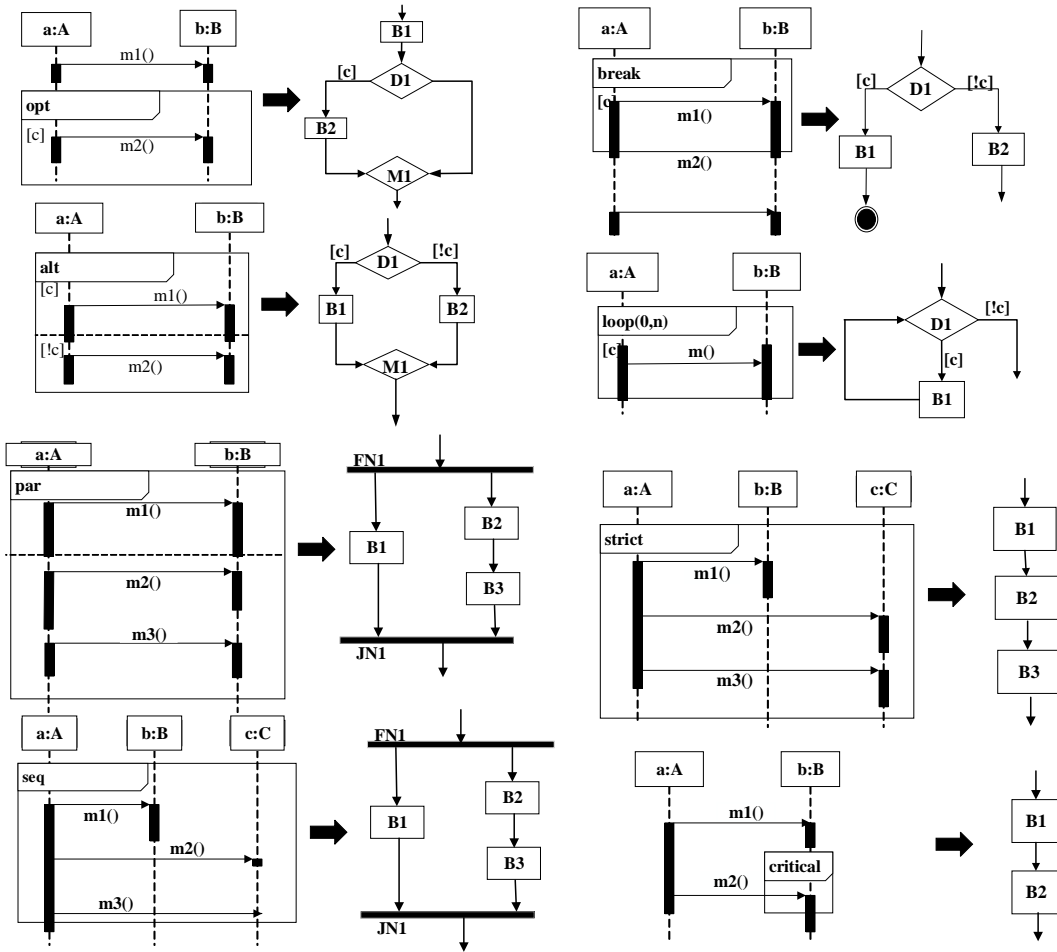 a:A
b:B
m1()
opt
[c]
m2()
B1
[c]
D1
B2
M1
a:A
b:B
break
[c]
m1()
m2()
[c]
D1
[!c]
B1
B2
a:A
b:B
alt
[c]
m1()
[!c]
m2()
[c]
D1
[!c]
B1
B2
M1
a:A
b:B
loop(0,n)
[c]
m()
D1
[!c]
[c]
B1
a:A
b:B
par
m1()
m2()
m3()
FN1
B1
B2
B3
JN1
a:A
b:B
c:C
strict
m1()
m2()
m3()
B1
B2
B3
a:A
b:B
c:C
seq
m1()
m2()
m3()
FN1
B1
B2
B3
JN1
a:A
b:B
m1()
critical
m2()
B1
B2